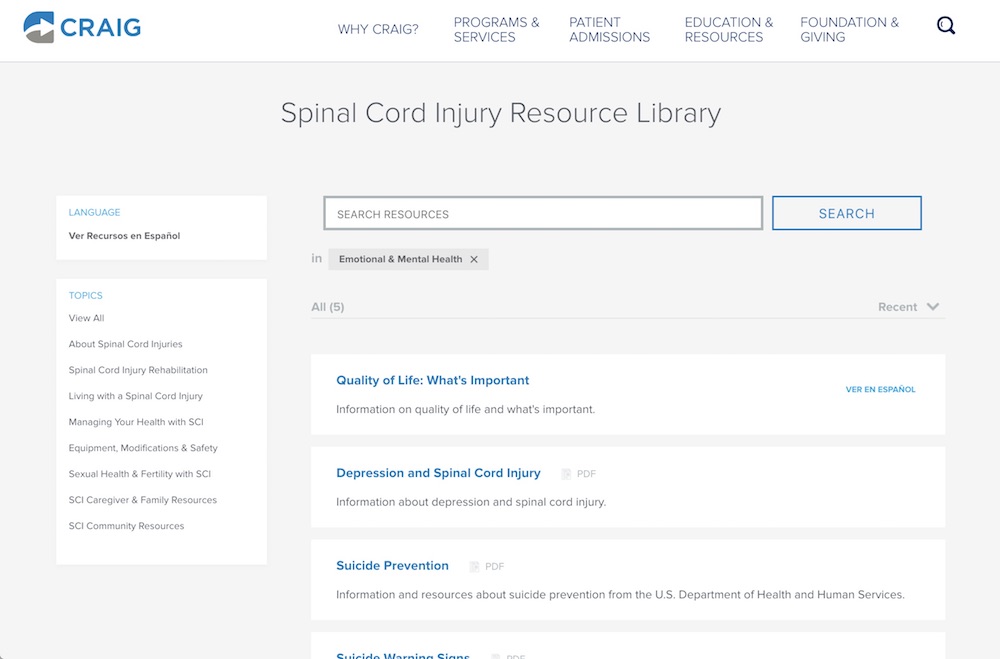 CRAIG
WHY CRAIG?
PROGRAMS &
SERVICES
PATIENT
ADMISSIONS
EDUCATION &
RESOURCES
FOUNDATION &
GIVING
Spinal Cord Injury Resource Library
LANGUAGE
Ver Recursos en Español
TOPICS
View All
About Spinal Cord Injuries
Spinal Cord Injury Rehabilitation
Living with a Spinal Cord Injury
Managing Your Health with SCI
Equipment, Modifications & Safety
Sexual Health & Fertility with SCI
SCI Caregiver & Family Resources
SCI Community Resources
SEARCH RESOURCES
SEARCH
in Emotional & Mental Health ✕
All (5)
Recent
Quality of Life: What's Important
VER EN ESPAÑOL
Information on quality of life and what's important.
Depression and Spinal Cord Injury PDF
Information about depression and spinal cord injury.
Suicide Prevention PDF
Information and resources about suicide prevention from the U.S. Department of Health and Human Services.
Suicide Warning Signs PDF